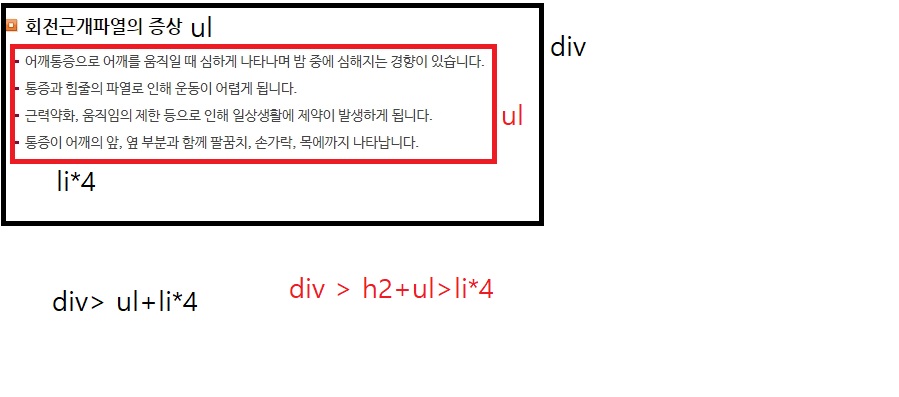 회전근개파열의 증상 ul
div
- 어깨통증으로 어깨를 움직일 때 심하게 나타나며 밤 중에 심해지는 경향이 있습니다.
- 통증과 힘줄의 파열로 인해 운동이 어렵게 됩니다.
- 근력약화, 움직임의 제한 등으로 인해 일상생활에 제약이 발생하게 됩니다.
ul
- 통증이 어깨의 앞, 옆 부분과 함께 팔꿈치, 손가락, 목에까지 나타납니다.
li*4
div> ul+li*4
div > h2+ul>li*4